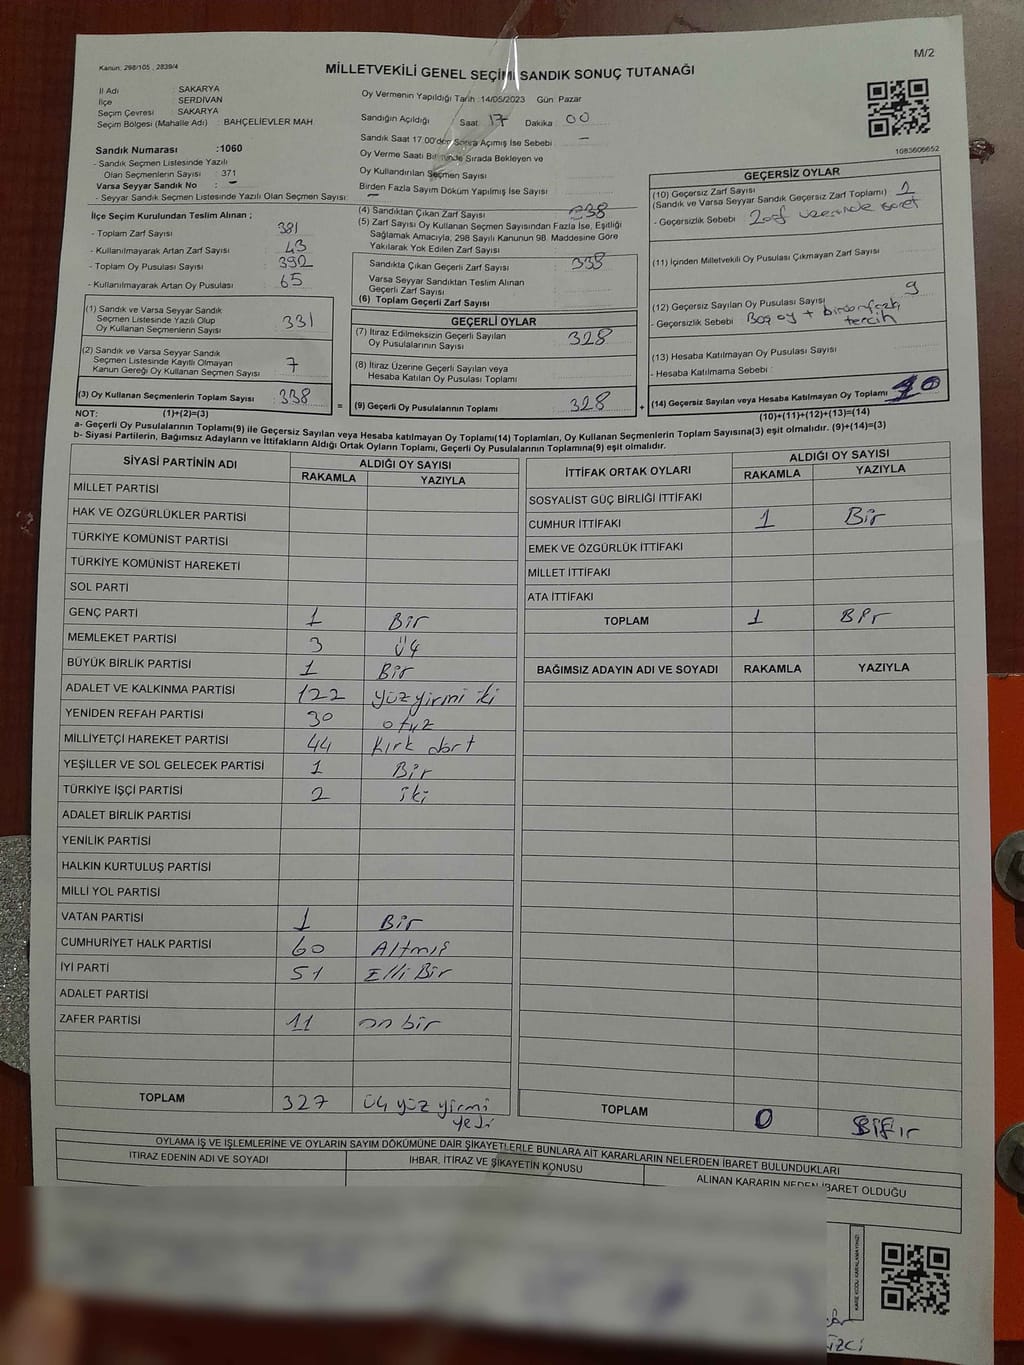 Kanun, 298/105 , 2839/4
M/2
MİLLETVEKİLİ GENEL SEÇİMİ SANDIK SONUÇ TUTANAĞI
İl Adı : SAKARYA
İlçe : SERDİVAN
Seçim Çevresi : SAKARYA
Seçim Bölgesi (Mahalle Adı) : BAHÇELİEVLER MAH
Sandık Numarası :1060
- Sandık Seçmen Listesinde Yazılı
Olan Seçmenlerin Sayısı : 371
Varsa Seyyar Sandık No : -
- Seyyar Sandık Seçmen Listesinde Yazılı Olan Seçmen Sayısı: -
İlçe Seçim Kurulundan Teslim Alınan ;
- Toplam Zarf Sayısı : 381
- Kullanılmayarak Artan Zarf Sayısı : 43
- Toplam Oy Pusulası Sayısı : 392
- Kullanılmayarak Artan Oy Pusulası : 65
(1) Sandık ve Varsa Seyyar Sandık
Seçmen Listesinde Yazılı Olup
Oy Kullanan Seçmenlerin Sayısı : 331
(2) Sandık ve Varsa Seyyar Sandık
Seçmen Listesinde Kayıtlı Olmayan
Kanun Gereği Oy Kullanan Seçmen Sayısı : 7
(3) Oy Kullanan Seçmenlerin Toplam Sayısı : 338
Oy Vermenin Yapıldığı Tarih :14/05/2023 Gün: Pazar
Sandığın Açıldığı Saat: 17 Dakika : 00
Sandık Saat 17.00'den Sonra Açımış İse Sebebi : -
Oy Verme Saati Bitiminde Sırada Bekleyen ve
Oy Kullandırılan Seçmen Sayısı
Birden Fazla Sayım Döküm Yapılmış İse Sayısı
(4) Sandıktan Çıkan Zarf Sayısı 338
(5) Zarf Sayısı Oy Kullanan Seçmen Sayısından Fazla İse, Eşitliği
Sağlamak Amacıyla, 298 Sayılı Kanunun 98. Maddesine Göre
Yakılarak Yok Edilen Zarf Sayısı
Sandıkta Çıkan Geçerli Zarf Sayısı : 338
Varsa Seyyar Sandıktan Teslim Alınan
Geçerli Zarf Sayısı
(6) Toplam Geçerli Zarf Sayısı
GEÇERLİ OYLAR
(7) İtiraz Edilmeksizin Geçerli Sayılan
Oy Pusulalarının Sayısı : 328
(8) İtiraz Üzerine Geçerli Sayılan veya
Hesaba Katılan Oy Pusulası Toplamı
= (9) Geçerli Oy Pusulalarının Toplamı : 328 +
1083606652
GEÇERSİZ OYLAR
(10) Geçersiz Zarf Sayısı
(Sandık ve Varsa Seyyar Sandık Geçersiz Zarf Toplamı) 1
- Geçersizlik Sebebi : Zarf üzerinde işaret
(11) İçinden Milletvekili Oy Pusulası Çıkmayan Zarf Sayısı
(12) Geçersiz Sayılan Oy Pusulası Sayısı 9
- Geçersizlik Sebebi : Boş oy + birden fazla
tercih
(13) Hesaba Katılmayan Oy Pusulası Sayısı
- Hesaba Katılmama Sebebi :
(14) Geçersiz Sayılan veya Hesaba Katılmayan Oy Toplamı : 10
NOT: (1)+(2)=(3)
(10)+(11)+(12)+(13)=(14)
a- Geçerli Oy Pusulalarının Toplamı(9) ile Geçersiz Sayılan veya Hesaba katılmayan Oy Toplamı(14) Toplamları, Oy Kullanan Seçmenlerin Toplam Sayısına(3) eşit olmalıdır. (9)+(14)=(3)
b- Siyasi Partilerin, Bağımsız Adayların ve İttifakların Aldığı Ortak Oyların Toplamı, Geçerli Oy Pusulalarının Toplamına(9) eşit olmalıdır.
SİYASİ PARTİNİN ADI ALDIĞI OY SAYISI
RAKAMLA YAZIYLA
MİLLET PARTİSİ
HAK VE ÖZGÜRLÜKLER PARTİSİ
TÜRKİYE KOMÜNİST PARTİSİ
TÜRKİYE KOMÜNİST HAREKETİ
SOL PARTİ
GENÇ PARTİ 1 Bir
MEMLEKET PARTİSİ 3 üç
BÜYÜK BİRLİK PARTİSİ 1 Bir
ADALET VE KALKINMA PARTİSİ 122 yüz yirmi iki
YENİDEN REFAH PARTİSİ 30 otuz
MİLLİYETÇİ HAREKET PARTİSİ 44 kırk dört
YEŞİLLER VE SOL GELECEK PARTİSİ 1 Bir
TÜRKİYE İŞÇİ PARTİSİ 2 iki
ADALET BİRLİK PARTİSİ
YENİLİK PARTİSİ
HALKIN KURTULUŞ PARTİSİ
MİLLİ YOL PARTİSİ
VATAN PARTİSİ 1 Bir
CUMHURİYET HALK PARTİSİ 60 Altmış
İYİ PARTİ 51 Elli Bir
ADALET PARTİSİ
ZAFER PARTİSİ 11 on bir
TOPLAM 327 üç yüz yirmi
yedi
İTTİFAK ORTAK OYLARI ALDIĞI OY SAYISI
RAKAMLA YAZIYLA
SOSYALİST GÜÇ BİRLİĞİ İTTİFAKI
CUMHUR İTTİFAKI 1 Bir
EMEK VE ÖZGÜRLÜK İTTİFAKI
MİLLET İTTİFAKI
ATA İTTİFAKI
TOPLAM 1 Bir
BAĞIMSIZ ADAYIN ADI VE SOYADI RAKAMLA YAZIYLA
TOPLAM 0
OYLAMA İŞ VE İŞLEMLERİNE VE OYLARIN SAYIM DÖKÜMÜNE DAİR ŞİKAYETLERLE BUNLARA AİT KARARLARIN NELERDEN İBARET BULUNDUKLARI
İTİRAZ EDENİN ADI VE SOYADI İHBAR, İTİRAZ VE ŞİKAYETİN KONUSU ALINAN KARARIN NEDEN İBARET OLDUĞU
KARE KODU KARALAMAYINIZ!